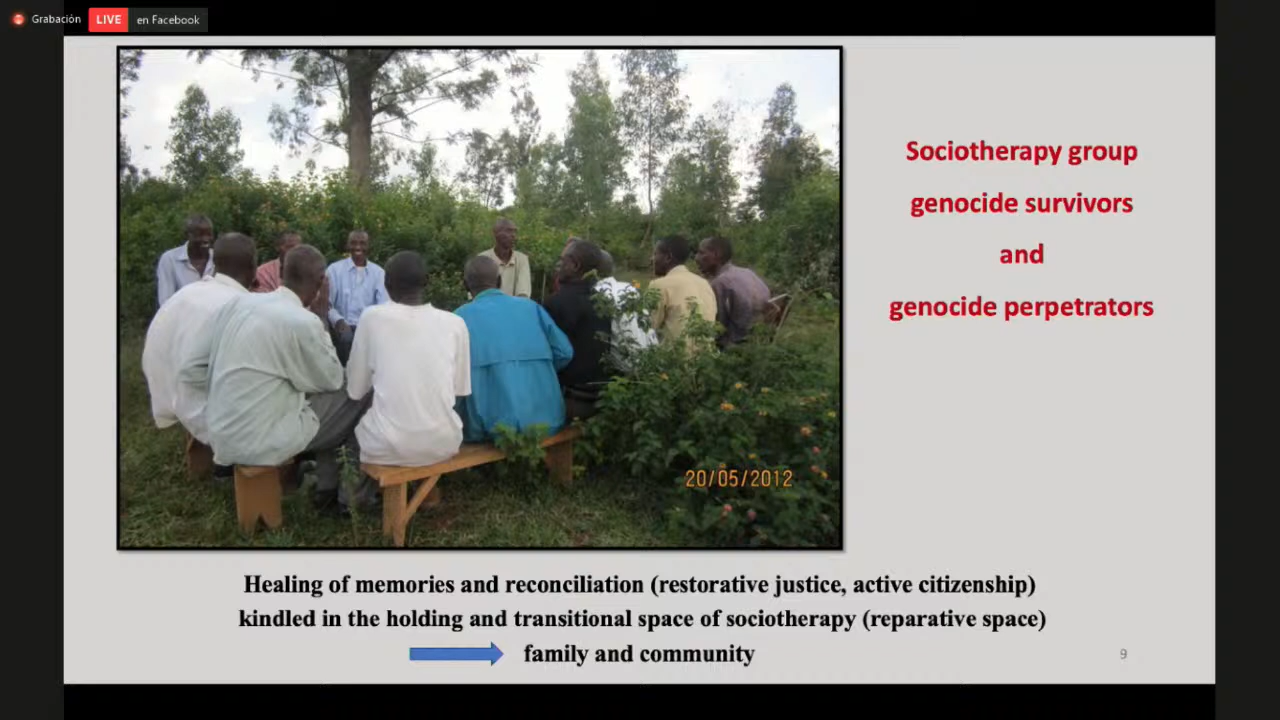 Grabación
LIVE
en Facebook
Sociotherapy group
genocide survivors
and
genocide perpetrators
20/05/2012
Healing of memories and reconciliation (restorative justice, active citizenship)
kindled in the holding and transitional space of sociotherapy (reparative space)
family and community
9